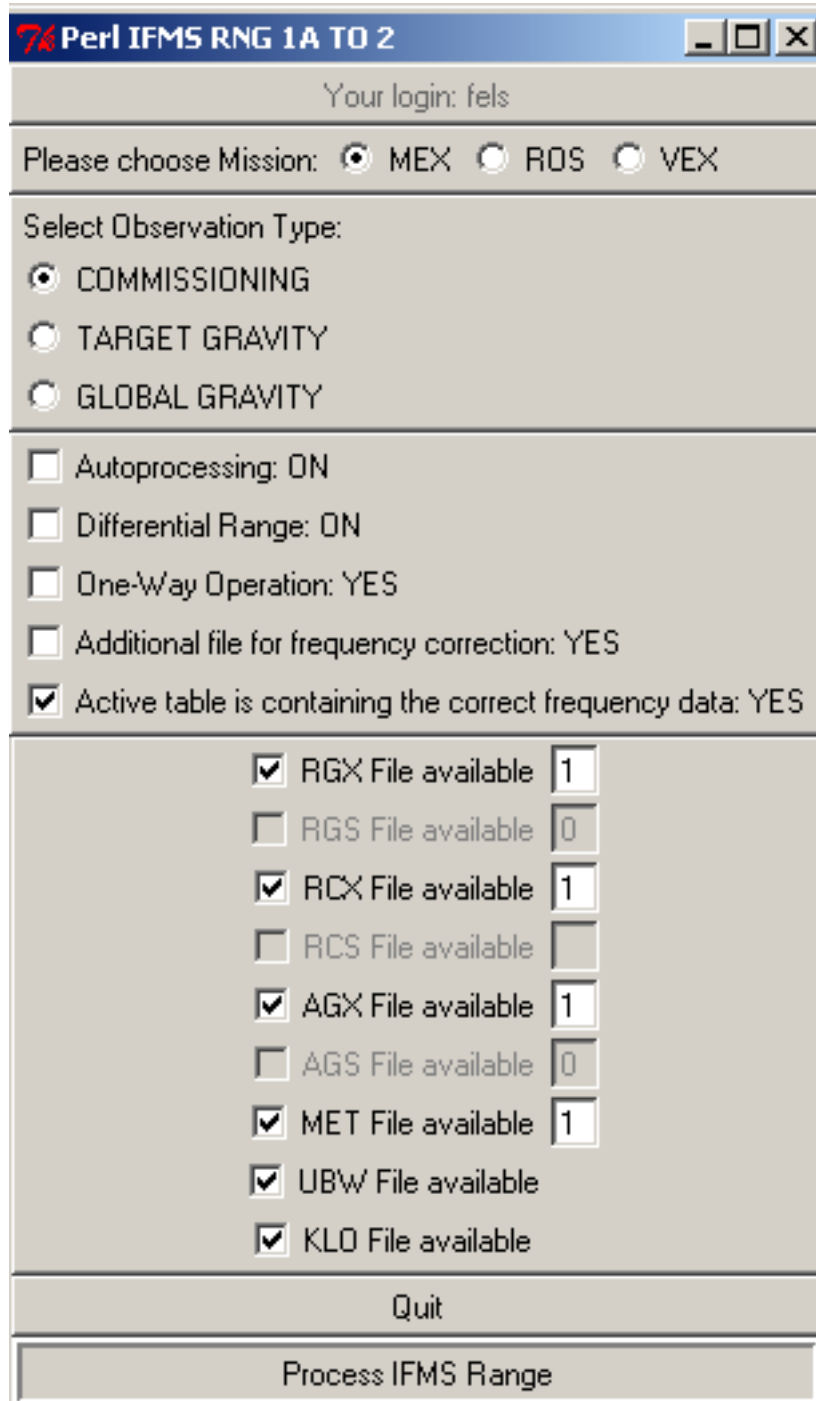 Perl IFMS RNG 1A TO 2
Your login: fels
Please choose Mission: MEX ROS VEX
Select Observation Type:
COMMISSIONING
TARGET GRAVITY
GLOBAL GRAVITY
Autoprocessing: ON
Differential Range: ON
One-Way Operation: YES
Additional file for frequency correction: YES
Active table is containing the correct frequency data: YES
RGX File available 1
RGS File available 0
RCX File available 1
RCS File available
AGX File available 1
AGS File available 0
MET File available 1
UBW File available
KLO File available
Quit
Process IFMS Range